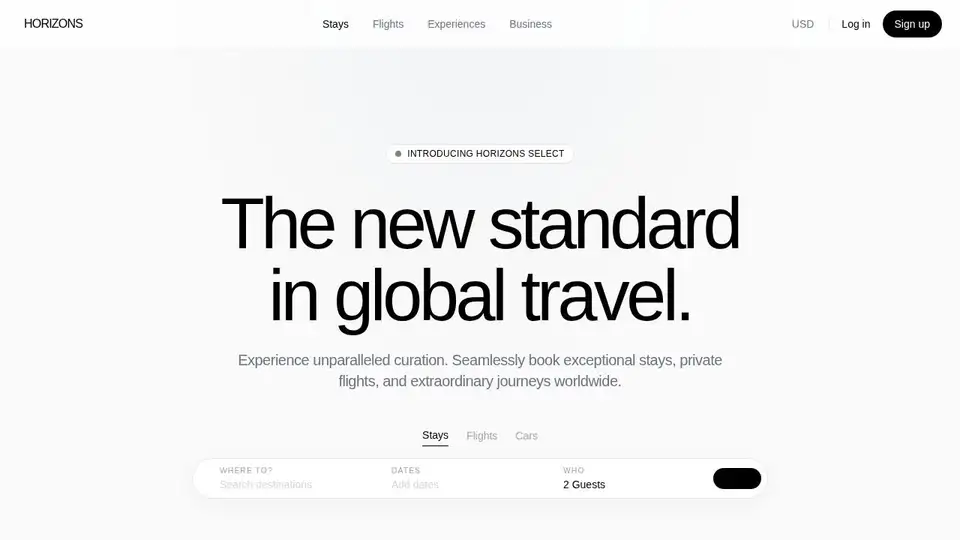 HORIZONS
Stays Flights Experiences Business
USD Log in Sign up
INTRODUCING HORIZONS SELECT
The new standard
in global travel.
Experience unparalleled curation. Seamlessly book exceptional stays, private
flights, and extraordinary journeys worldwide.
Stays Flights Cars
WHERE TO? DATES WHO
Search destinations Add dates 2 Guests